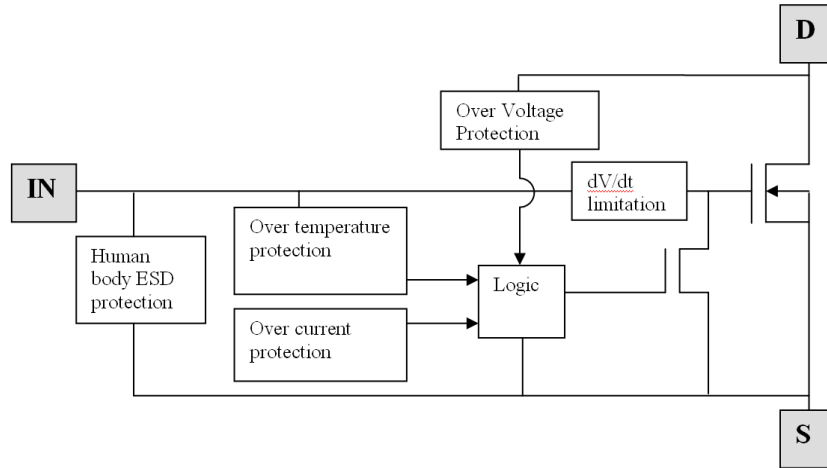 D
Over Voltage
Protection
IN
dV/dt
limitation
Over temperature
protection
Human
body ESD
protection
Logic
Over current
protection
S